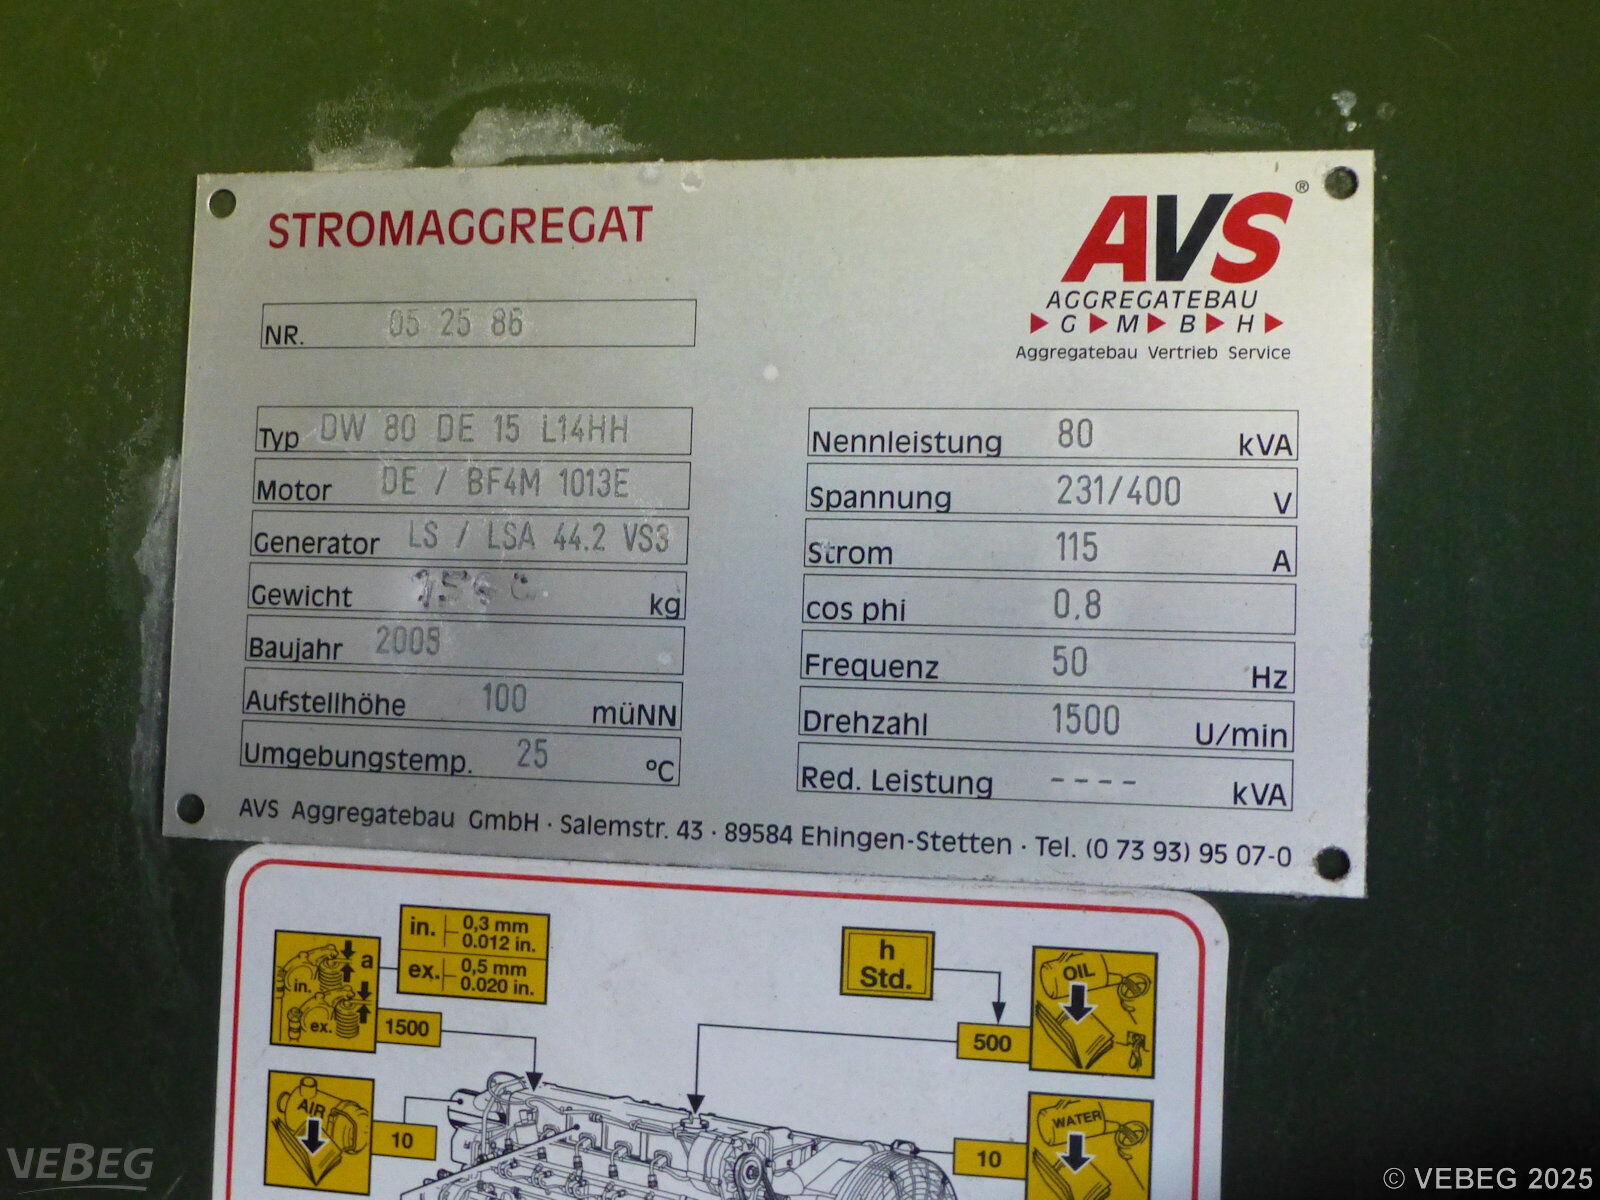 STROMAGGREGAT
AVS®
AGGREGATEBAU
G M B H
Aggregatebau Vertrieb Service
NR. 05 25 86
Typ DW 80 DE 15 L14HH
Motor DE / BF4M 1013E
Generator LS / LSA 44.2 VS3
Gewicht kg
Baujahr 2005
Aufstellhöhe 100 müNN
Umgebungstemp. 25 °C
Nennleistung 80 kVA
Spannung 231/400 V
Strom 115 A
cos phi 0,8
Frequenz 50 Hz
Drehzahl 1500 U/min
Red. Leistung ---- kVA
AVS Aggregatebau GmbH · Salemstr. 43 · 89584 Ehingen-Stetten · Tel. (0 73 93) 95 07-0
in. 0,3 mm
0.012 in.
ex. 0,5 mm
0.020 in.
a
in.
ex.
1500
h
Std.
500
OIL
AIR
10
10
WATER
VEBEG
© VEBEG 2025